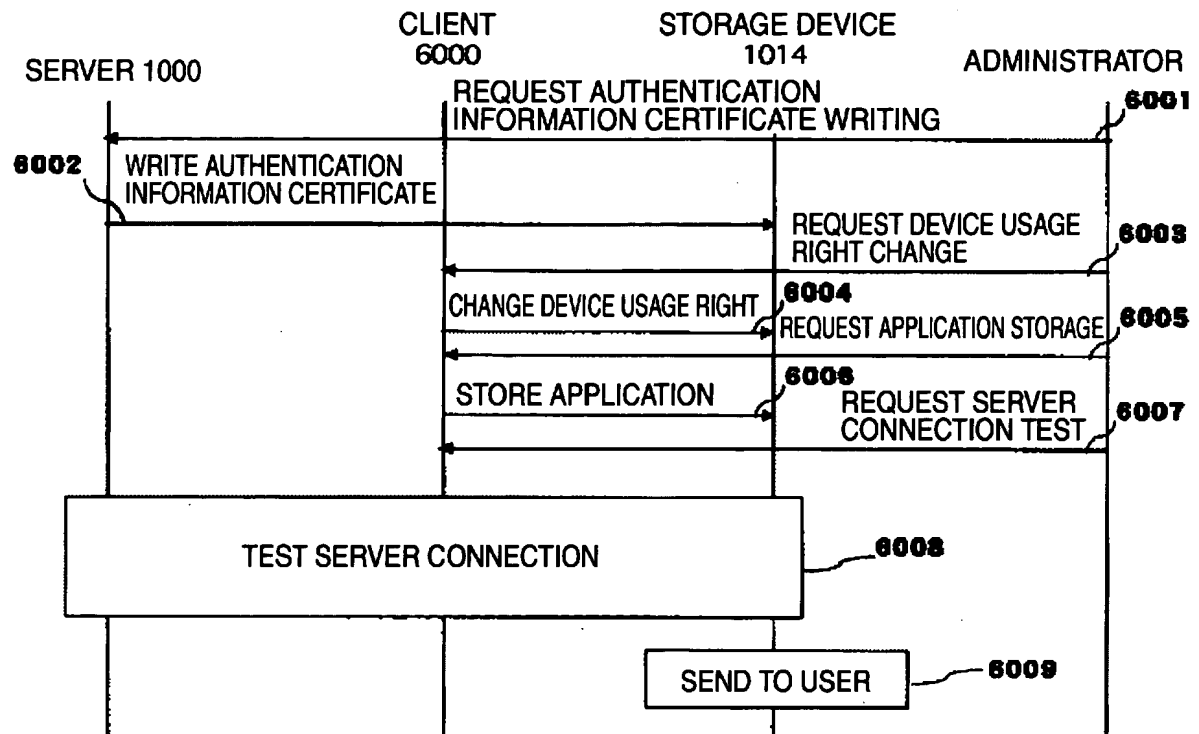 CLIENT
6000
STORAGE DEVICE
1014
SERVER 1000
ADMINISTRATOR
REQUEST AUTHENTICATION
INFORMATION CERTIFICATE WRITING
6001
6002
WRITE AUTHENTICATION
INFORMATION CERTIFICATE
REQUEST DEVICE USAGE
RIGHT CHANGE
6003
CHANGE DEVICE USAGE RIGHT
6004
REQUEST APPLICATION STORAGE
6005
STORE APPLICATION
6006
REQUEST SERVER
CONNECTION TEST
6007
TEST SERVER CONNECTION
6008
SEND TO USER
6009